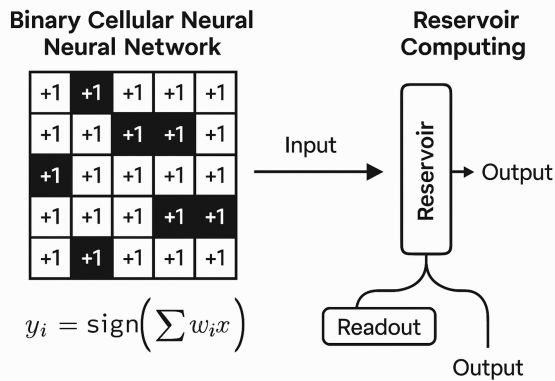 Binary Cellular Neural
Neural Network
+1 +1 +1 +1 +1
+1 +1 +1 +1 +1
+1 +1 +1 +1 +1
+1 +1 +1 +1 +1
+1 +1 +1 +1 +1
y_i = sign(∑ w_i x)
Reservoir
Computing
Input
Reservoir
Output
Readout
Output